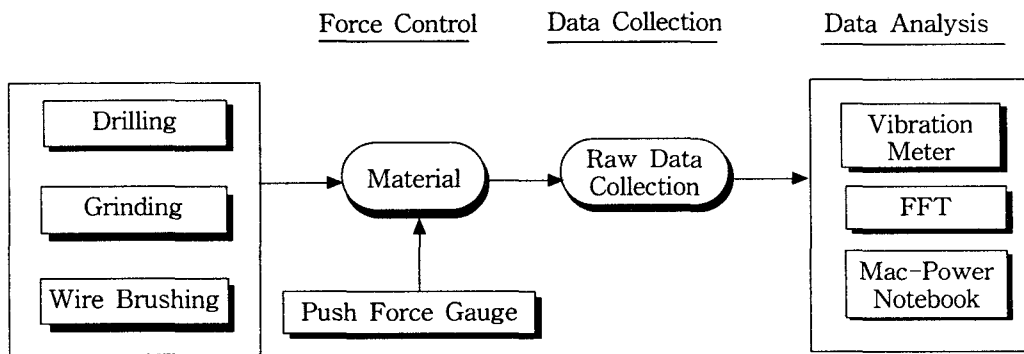 Force Control
Data Collection
Data Analysis
Drilling
Grinding
Wire Brushing
Material
Push Force Gauge
Raw Data
Collection
Vibration
Meter
FFT
Mac-Power
Notebook